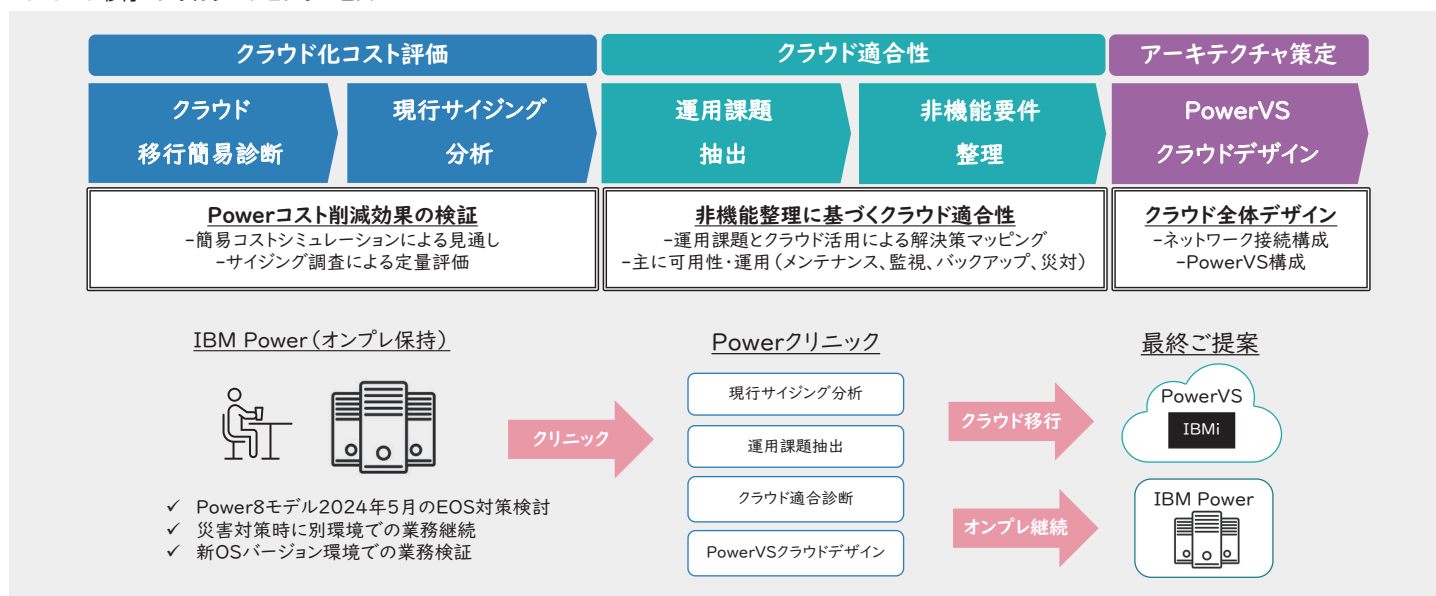 クラウド化コスト評価
クラウド適合性
アーキテクチャ策定
クラウド
移行簡易診断
現行サイジング
分析
運用課題
抽出
非機能要件
整理
PowerVS
クラウドデザイン
Powerコスト削減効果の検証
-簡易コストシミュレーションによる見通し
-サイジング調査による定量評価
非機能整理に基づくクラウド適合性
-運用課題とクラウド活用による解決策マッピング
-主に可用性・運用(メンテナンス、監視、バックアップ、災対)
クラウド全体デザイン
-ネットワーク接続構成
-PowerVS構成
IBM Power(オンプレ保持)
✓ Power8モデル2024年5月のEOS対策検討
✓ 災害対策時に別環境での業務継続
✓ 新OSバージョン環境での業務検証
クリニック
Powerクリニック
現行サイジング分析
運用課題抽出
クラウド適合診断
PowerVSクラウドデザイン
クラウド移行
オンプレ継続
最終ご提案
PowerVS
IBMi
IBM Power